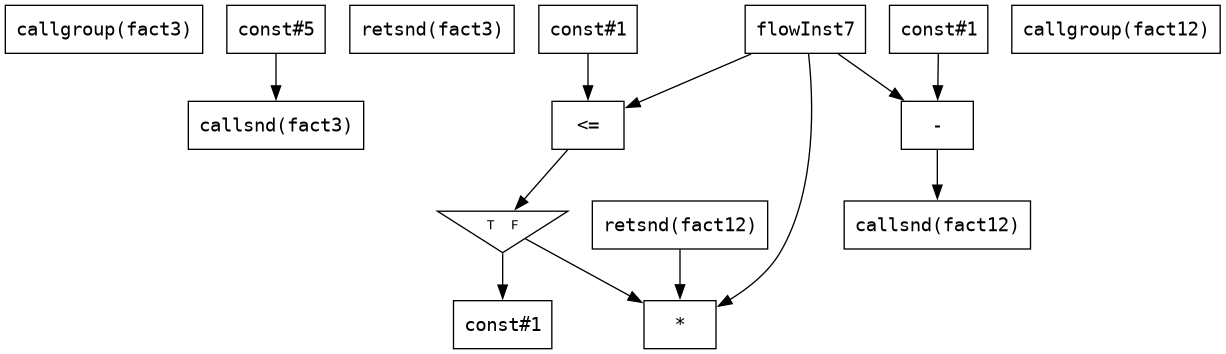 callgroup(fact3)
const#5
retsnd(fact3)
const#1
flowInst7
const#1
callgroup(fact12)
callsnd(fact3)
<=
-
T F
retsnd(fact12)
callsnd(fact12)
const#1
*